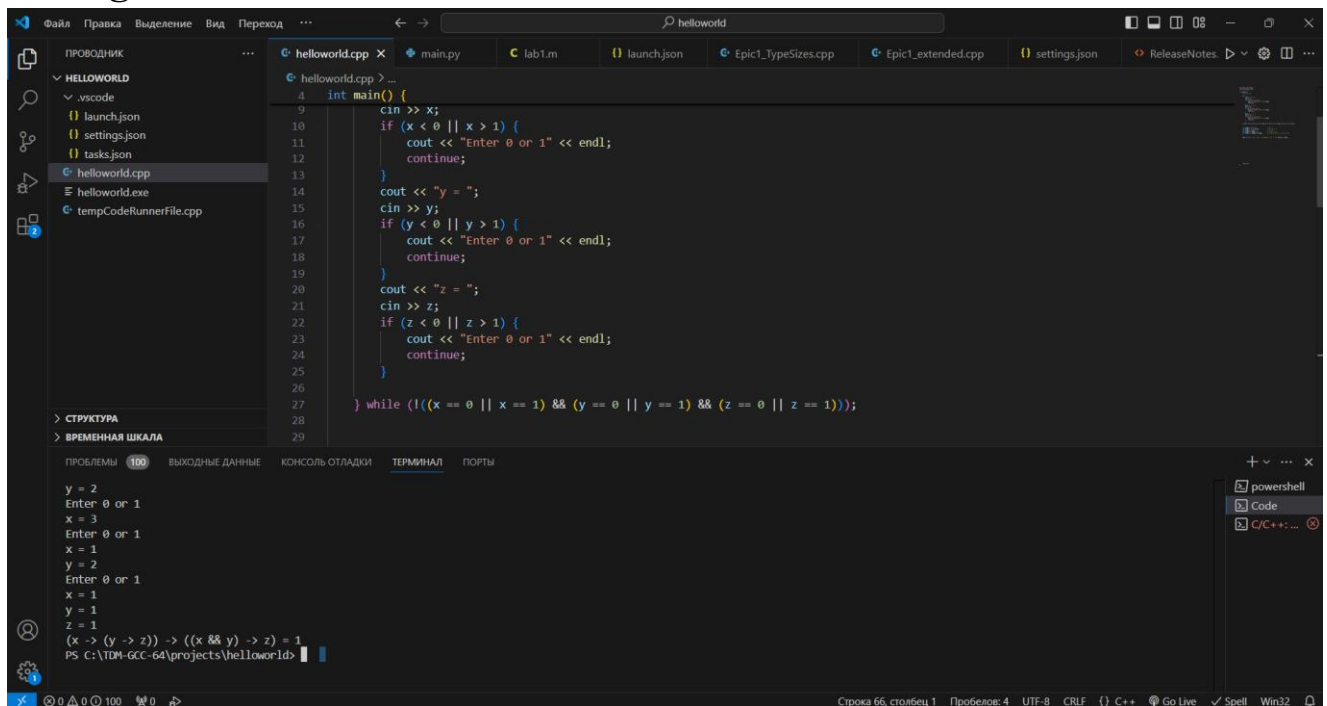 Файл Правка Выделение Вид Переход ··· helloworld
ПРОВОДНИК ··· helloworld.cpp main.py lab1.m launch.json Epic1_TypeSizes.cpp Epic1_extended.cpp settings.json ReleaseNotes.
HELLOWORLD
.vscode
launch.json
settings.json
tasks.json
helloworld.cpp
helloworld.exe
tempCodeRunnerFile.cpp
СТРУКТУРА
ВРЕМЕННАЯ ШКАЛА
helloworld.cpp > ...
4 int main() {
9 cin >> x;
10 if (x < 0 || x > 1) {
11 cout << "Enter 0 or 1" << endl;
12 continue;
13 }
14 cout << "y = ";
15 cin >> y;
16 if (y < 0 || y > 1) {
17 cout << "Enter 0 or 1" << endl;
18 continue;
19 }
20 cout << "z = ";
21 cin >> z;
22 if (z < 0 || z > 1) {
23 cout << "Enter 0 or 1" << endl;
24 continue;
25 }
26
27 } while (!((x == 0 || x == 1) && (y == 0 || y == 1) && (z == 0 || z == 1)));
28
29
ПРОБЛЕМЫ 100 ВЫХОДНЫЕ ДАННЫЕ КОНСОЛЬ ОТЛАДКИ ТЕРМИНАЛ ПОРТЫ
y = 2
Enter 0 or 1
x = 3
Enter 0 or 1
x = 1
y = 2
Enter 0 or 1
x = 1
y = 1
z = 1
(x -> (y -> z)) -> ((x && y) -> z) = 1
PS C:\TDM-GCC-64\projects\helloworld>
powershell
Code
C/C++: ...
0 0 100 0 Строка 66, столбец 1 Пробелов: 4 UTF-8 CRLF {} C++ Go Live Spell Win32